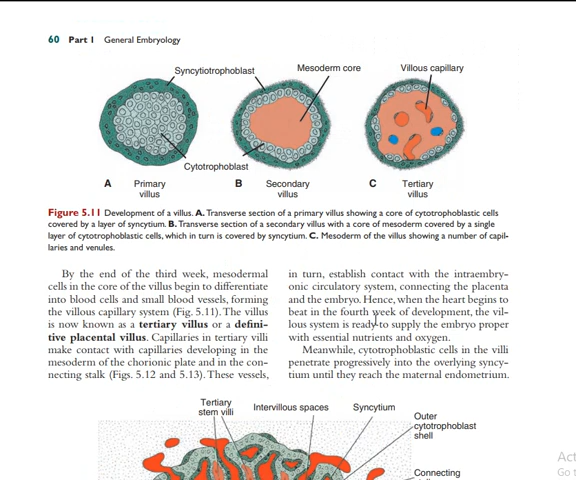 60 Part I General Embryology
Syncytiotrophoblast
Mesoderm core
Villous capillary
Cytotrophoblast
A Primary villus
B Secondary villus
C Tertiary villus
Figure 5.11 Development of a villus. A. Transverse section of a primary villus showing a core of cytotrophoblastic cells
covered by a layer of syncytium. B. Transverse section of a secondary villus with a core of mesoderm covered by a single
layer of cytotrophoblastic cells, which in turn is covered by syncytium. C. Mesoderm of the villus showing a number of capil-
laries and venules.
By the end of the third week, mesodermal
cells in the core of the villus begin to differentiate
into blood cells and small blood vessels, forming
the villous capillary system (Fig. 5.11). The villus
is now known as a tertiary villus or a defini-
tive placental villus. Capillaries in tertiary villi
make contact with capillaries developing in the
mesoderm of the chorionic plate and in the con-
necting stalk (Figs. 5.12 and 5.13). These vessels,
in turn, establish contact with the intraembry-
onic circulatory system, connecting the placenta
and the embryo. Hence, when the heart begins to
beat in the fourth week of development, the vil-
lous system is ready to supply the embryo proper
with essential nutrients and oxygen.
Meanwhile, cytotrophoblastic cells in the villi
penetrate progressively into the overlying syncy-
tium until they reach the maternal endometrium.
Tertiary
stem villi
Intervillous spaces
Syncytium
Outer
cytotrophoblast
shell
Connecting